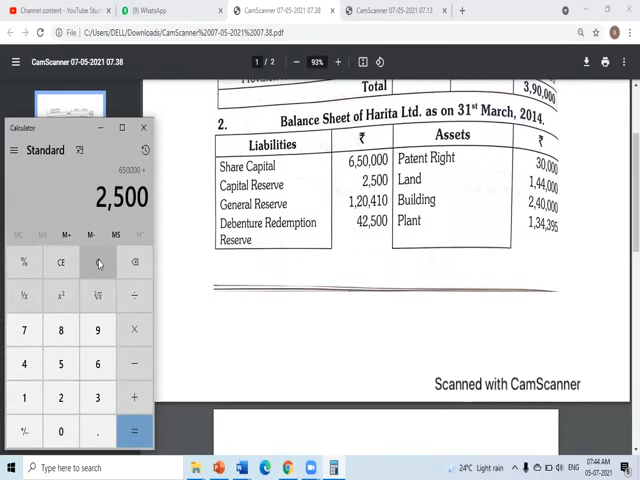 Channel content - YouTube Stud
(1) WhatsApp
CamScanner 07-05-2021 07.38
CamScanner 07-05-2021 07.13
File
C:/Users/DELL/Downloads/CamScanner%2007-05-2021%2007.38.pdf
CamScanner 07-05-2021 07.38
1 / 2
93%
Total 3,90,000
2. Balance Sheet of Harita Ltd. as on 31st March, 2014.
Liabilities ₹ Assets ₹
Share Capital 6,50,000 Patent Right 30,000
Capital Reserve 2,500 Land 1,44,000
General Reserve 1,20,410 Building 2,40,000
Debenture Redemption 42,500 Plant 1,34,395
Reserve
Scanned with CamScanner
Calculator
Standard
650000 +
2,500
MC MR M+ M- MS M˅
% CE C
⅟x x² ²√x ÷
7 8 9 ×
4 5 6 −
1 2 3 +
+/- 0 . =
Type here to search
24°C Light rain
ENG
07:44 AM
05-07-2021